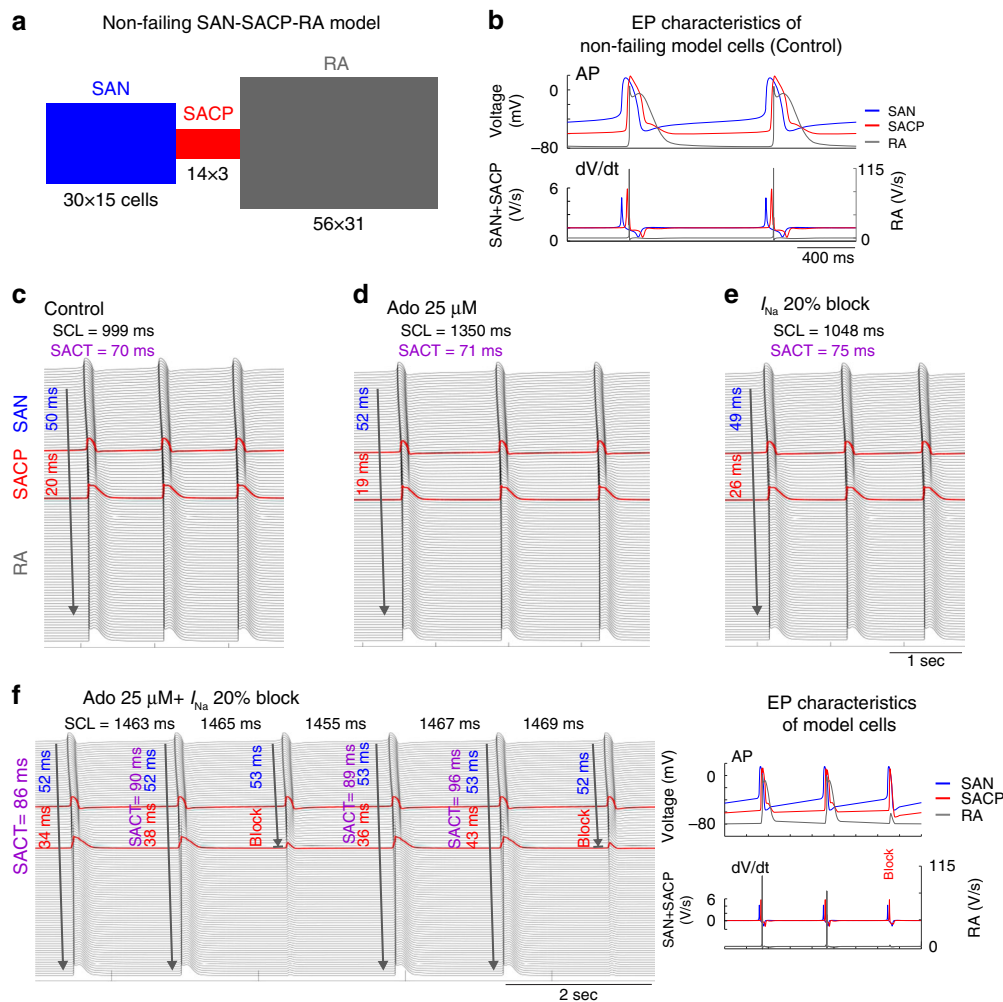 a
Non-failing SAN-SACP-RA model
SAN
SACP
RA
30×15 cells
14×3
56×31
b
EP characteristics of
non-failing model cells (Control)
AP
Voltage
(mV)
0
−80
SAN
SACP
RA
dV/dt
SAN+SACP
(V/s)
6
0
115
0
RA (V/s)
400 ms
c
Control
SCL = 999 ms
SACT = 70 ms
SAN
SACP
RA
50 ms
20 ms
d
Ado 25 μM
SCL = 1350 ms
SACT = 71 ms
52 ms
19 ms
e
INa 20% block
SCL = 1048 ms
SACT = 75 ms
49 ms
26 ms
1 sec
f
Ado 25 μM+ INa 20% block
SCL = 1463 ms 1465 ms 1455 ms 1467 ms 1469 ms
SACT= 86 ms
52 ms
34 ms
SACT= 90 ms
52 ms
38 ms
53 ms
Block
SACT= 89 ms
53 ms
36 ms
SACT= 96 ms
53 ms
43 ms
52 ms
Block
2 sec
EP characteristics
of model cells
AP
Voltage (mV)
0
−80
SAN
SACP
RA
dV/dt
Block
SAN+SACP
(V/s)
6
0
115
0
RA (V/s)